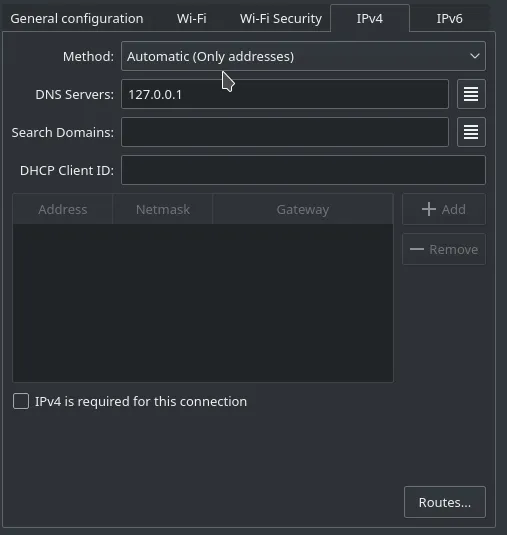 General configuration Wi-Fi Wi-Fi Security IPv4 IPv6
Method: Automatic (Only addresses)
DNS Servers: 127.0.0.1
Search Domains:
DHCP Client ID:
Address Netmask Gateway Add
Remove
IPv4 is required for this connection
Routes...